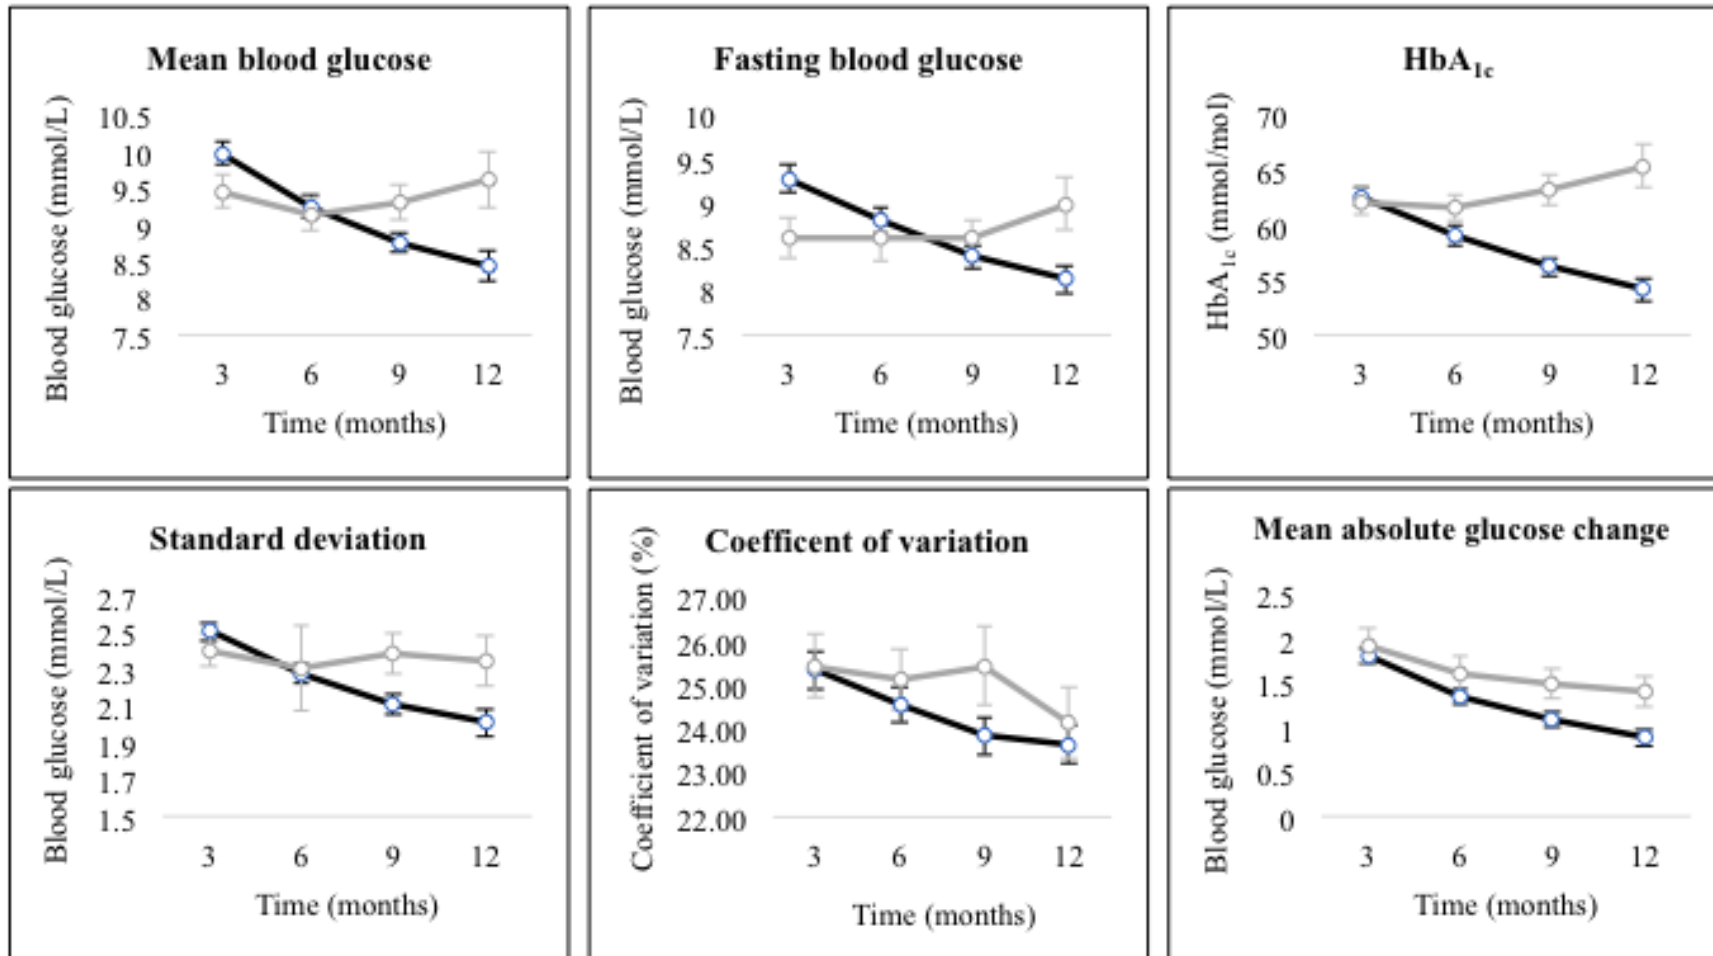 Mean blood glucose
Blood glucose (mmol/L)
10.5
10
9.5
9
8.5
8
7.5
3 6 9 12
Time (months)
Fasting blood glucose
Blood glucose (mmol/L)
10
9.5
9
8.5
8
7.5
3 6 9 12
Time (months)
HbA1c
HbA1c (mmol/mol)
70
65
60
55
50
3 6 9 12
Time (months)
Standard deviation
Blood glucose (mmol/L)
2.7
2.5
2.3
2.1
1.9
1.7
1.5
3 6 9 12
Time (months)
Coefficent of variation
Coefficient of variation (%)
27.00
26.00
25.00
24.00
23.00
22.00
3 6 9 12
Time (months)
Mean absolute glucose change
Blood glucose (mmol/L)
2.5
2
1.5
1
0.5
0
3 6 9 12
Time (months)